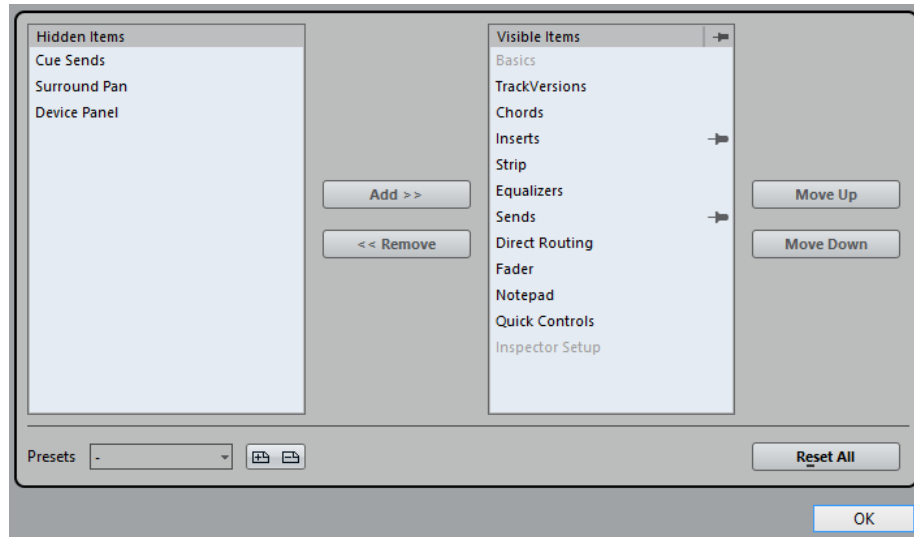 Hidden Items
Cue Sends
Surround Pan
Device Panel
Add >>
<< Remove
Visible Items
Basics
TrackVersions
Chords
Inserts
Strip
Equalizers
Sends
Direct Routing
Fader
Notepad
Quick Controls
Inspector Setup
Move Up
Move Down
Presets -
Reset All
OK